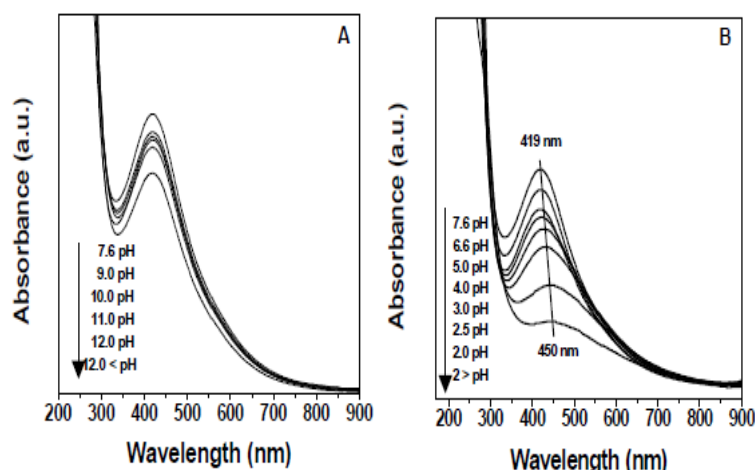 A
Absorbance (a.u.)
7.6 pH
9.0 pH
10.0 pH
11.0 pH
12.0 pH
12.0 < pH
200 300 400 500 600 700 800 900
Wavelength (nm)
B
Absorbance (a.u.)
419 nm
7.6 pH
6.6 pH
5.0 pH
4.0 pH
3.0 pH
2.5 pH
2.0 pH
2 > pH
450 nm
200 300 400 500 600 700 800 900
Wavelength (nm)